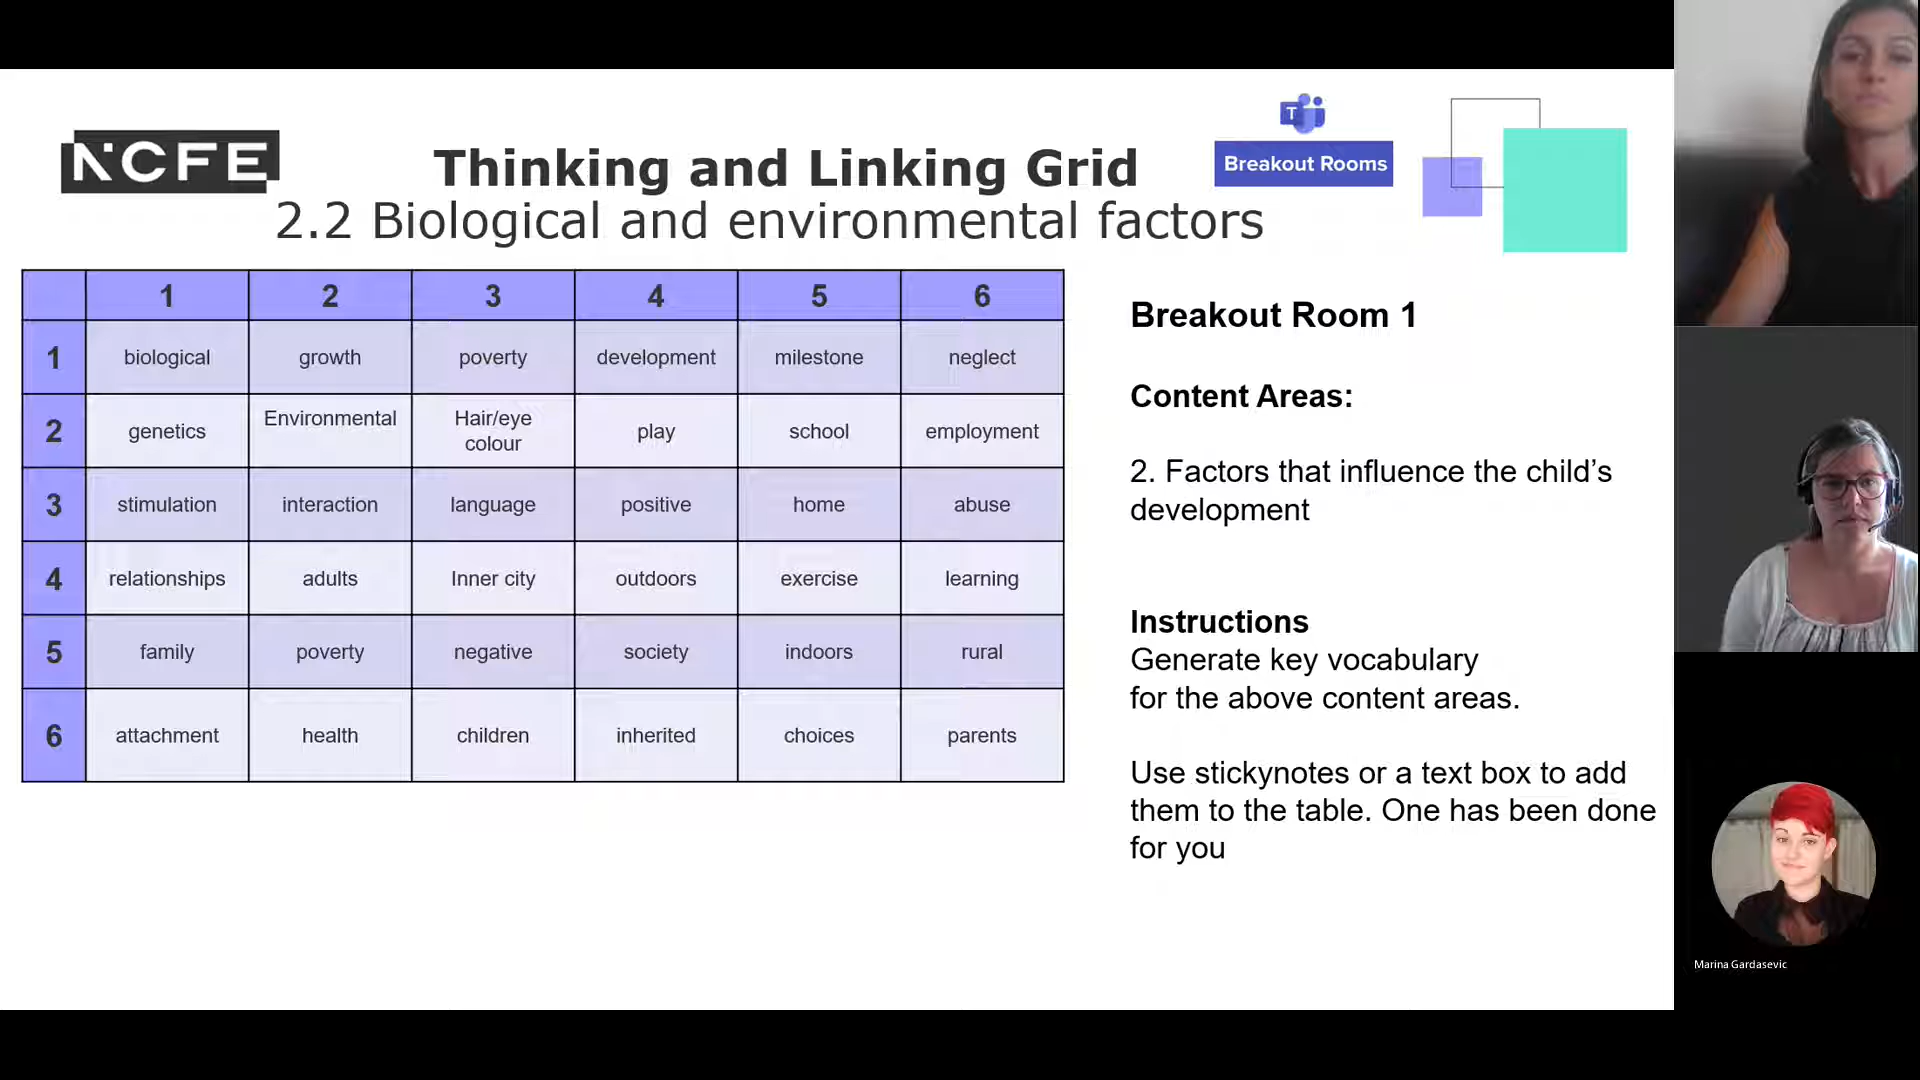 NCFE
Thinking and Linking Grid
2.2 Biological and environmental factors
T
Breakout Rooms
1 2 3 4 5 6
1 biological growth poverty development milestone neglect
2 genetics Environmental Hair/eye colour play school employment
3 stimulation interaction language positive home abuse
4 relationships adults Inner city outdoors exercise learning
5 family poverty negative society indoors rural
6 attachment health children inherited choices parents
Breakout Room 1
Content Areas:
2. Factors that influence the child’s
development
Instructions
Generate key vocabulary
for the above content areas.
Use stickynotes or a text box to add
them to the table. One has been done
for you
Marina Gardasevic